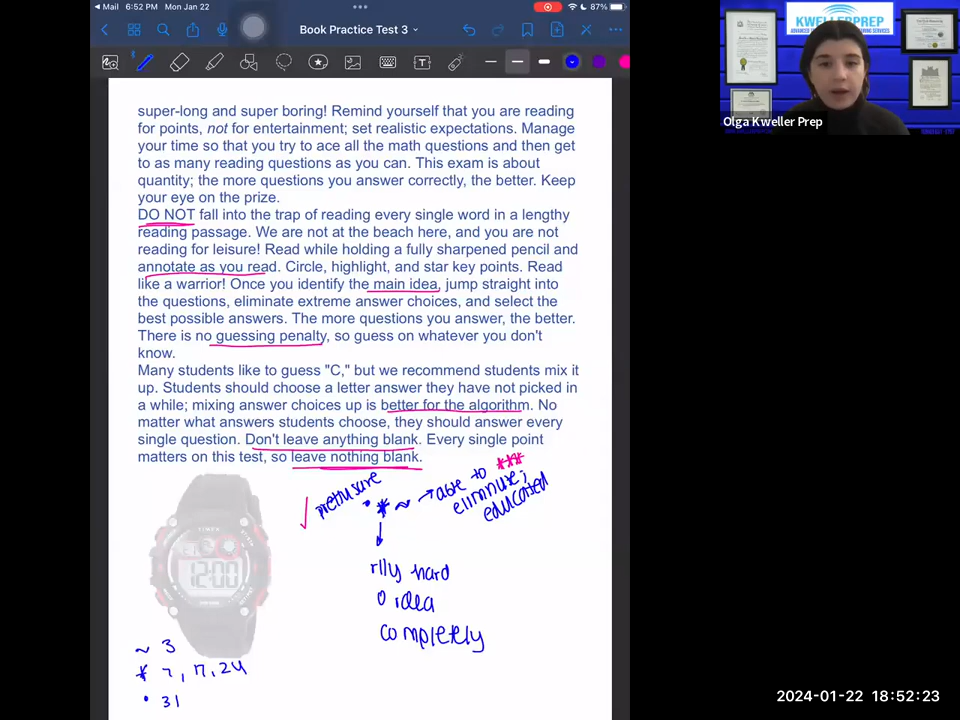 Mail 6:52 PM Mon Jan 22 87%
Book Practice Test 3
super-long and super boring! Remind yourself that you are reading
for points, not for entertainment; set realistic expectations. Manage
your time so that you try to ace all the math questions and then get
to as many reading questions as you can. This exam is about
quantity; the more questions you answer correctly, the better. Keep
your eye on the prize.
DO NOT fall into the trap of reading every single word in a lengthy
reading passage. We are not at the beach here, and you are not
reading for leisure! Read while holding a fully sharpened pencil and
annotate as you read. Circle, highlight, and star key points. Read
like a warrior! Once you identify the main idea, jump straight into
the questions, eliminate extreme answer choices, and select the
best possible answers. The more questions you answer, the better.
There is no guessing penalty, so guess on whatever you don't
know.
Many students like to guess "C," but we recommend students mix it
up. Students should choose a letter answer they have not picked in
a while; mixing answer choices up is better for the algorithm. No
matter what answers students choose, they should answer every
single question. Don't leave anything blank. Every single point
matters on this test, so leave nothing blank.
• * ~ → able to ***
educated
rlly hard
0 idea
completely
12:00
~ 3
* 7, 17, 24
• 31
KWELLERPREP
Olga Kweller Prep
2024-01-22 18:52:23